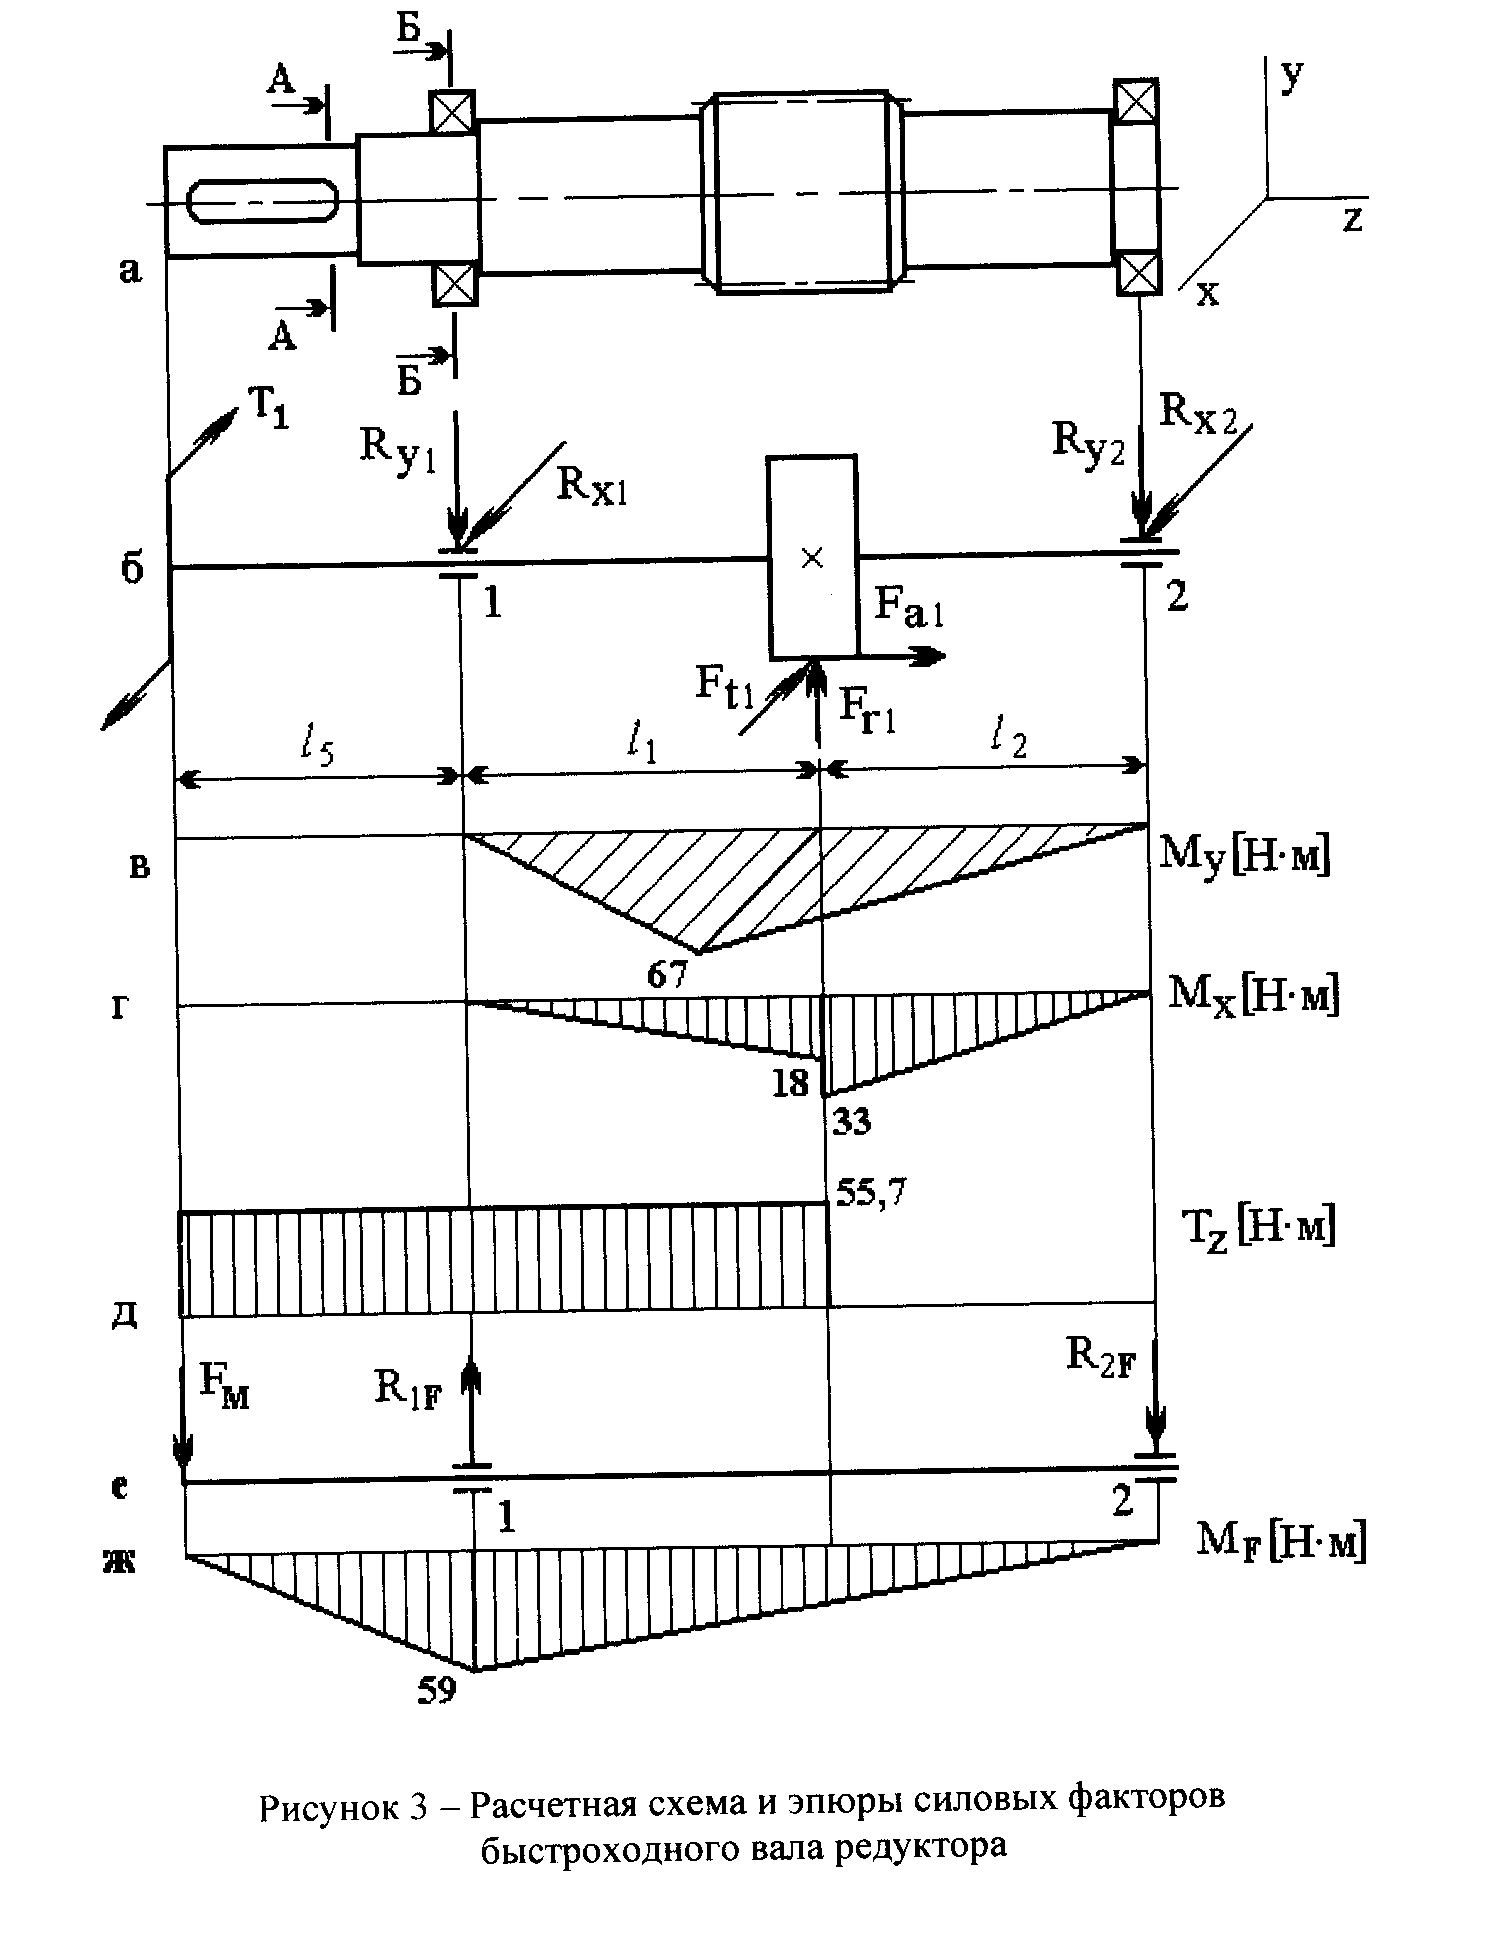 Б
А
y
z
x
а
А
Б
T1
Ry1
Rx1
Ry2
Rx2
б
1
2
Fa1
Ft1
Fr1
l5
l1
l2
в
My [Н·м]
67
г
Mx [Н·м]
18
33
55,7
Tz [Н·м]
д
Fм
R1F
R2F
е
1
2
ж
MF [Н·м]
59
Рисунок 3 – Расчетная схема и эпюры силовых факторов
быстроходного вала редуктора